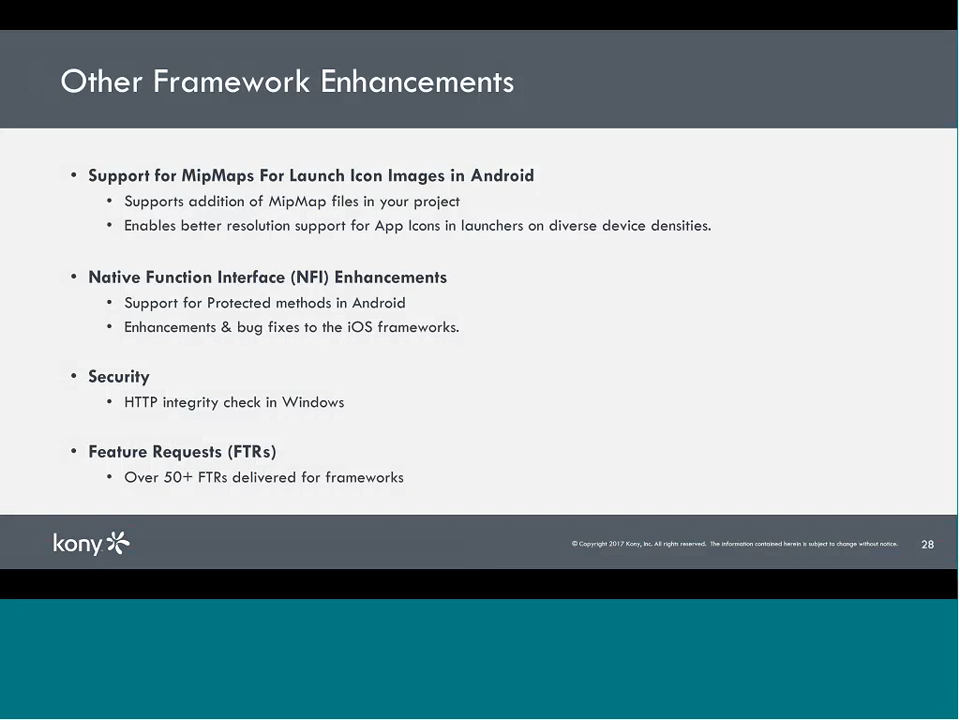 Other Framework Enhancements
• Support for MipMaps For Launch Icon Images in Android
• Supports addition of MipMap files in your project
• Enables better resolution support for App Icons in launchers on diverse device densities.
• Native Function Interface (NFI) Enhancements
• Support for Protected methods in Android
• Enhancements & bug fixes to the iOS frameworks.
• Security
• HTTP integrity check in Windows
• Feature Requests (FTRs)
• Over 50+ FTRs delivered for frameworks
kony
© Copyright 2017 Kony, Inc. All rights reserved. The information contained herein is subject to change without notice.
28